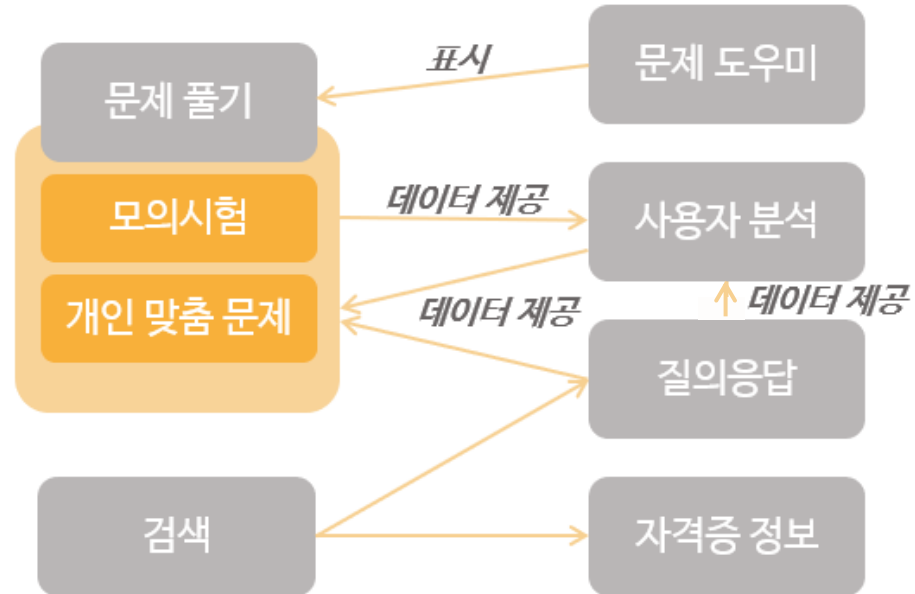 문제 풀기
표시
문제 도우미
모의시험
데이터 제공
사용자 분석
개인 맞춤 문제
데이터 제공
데이터 제공
질의응답
검색
자격증 정보